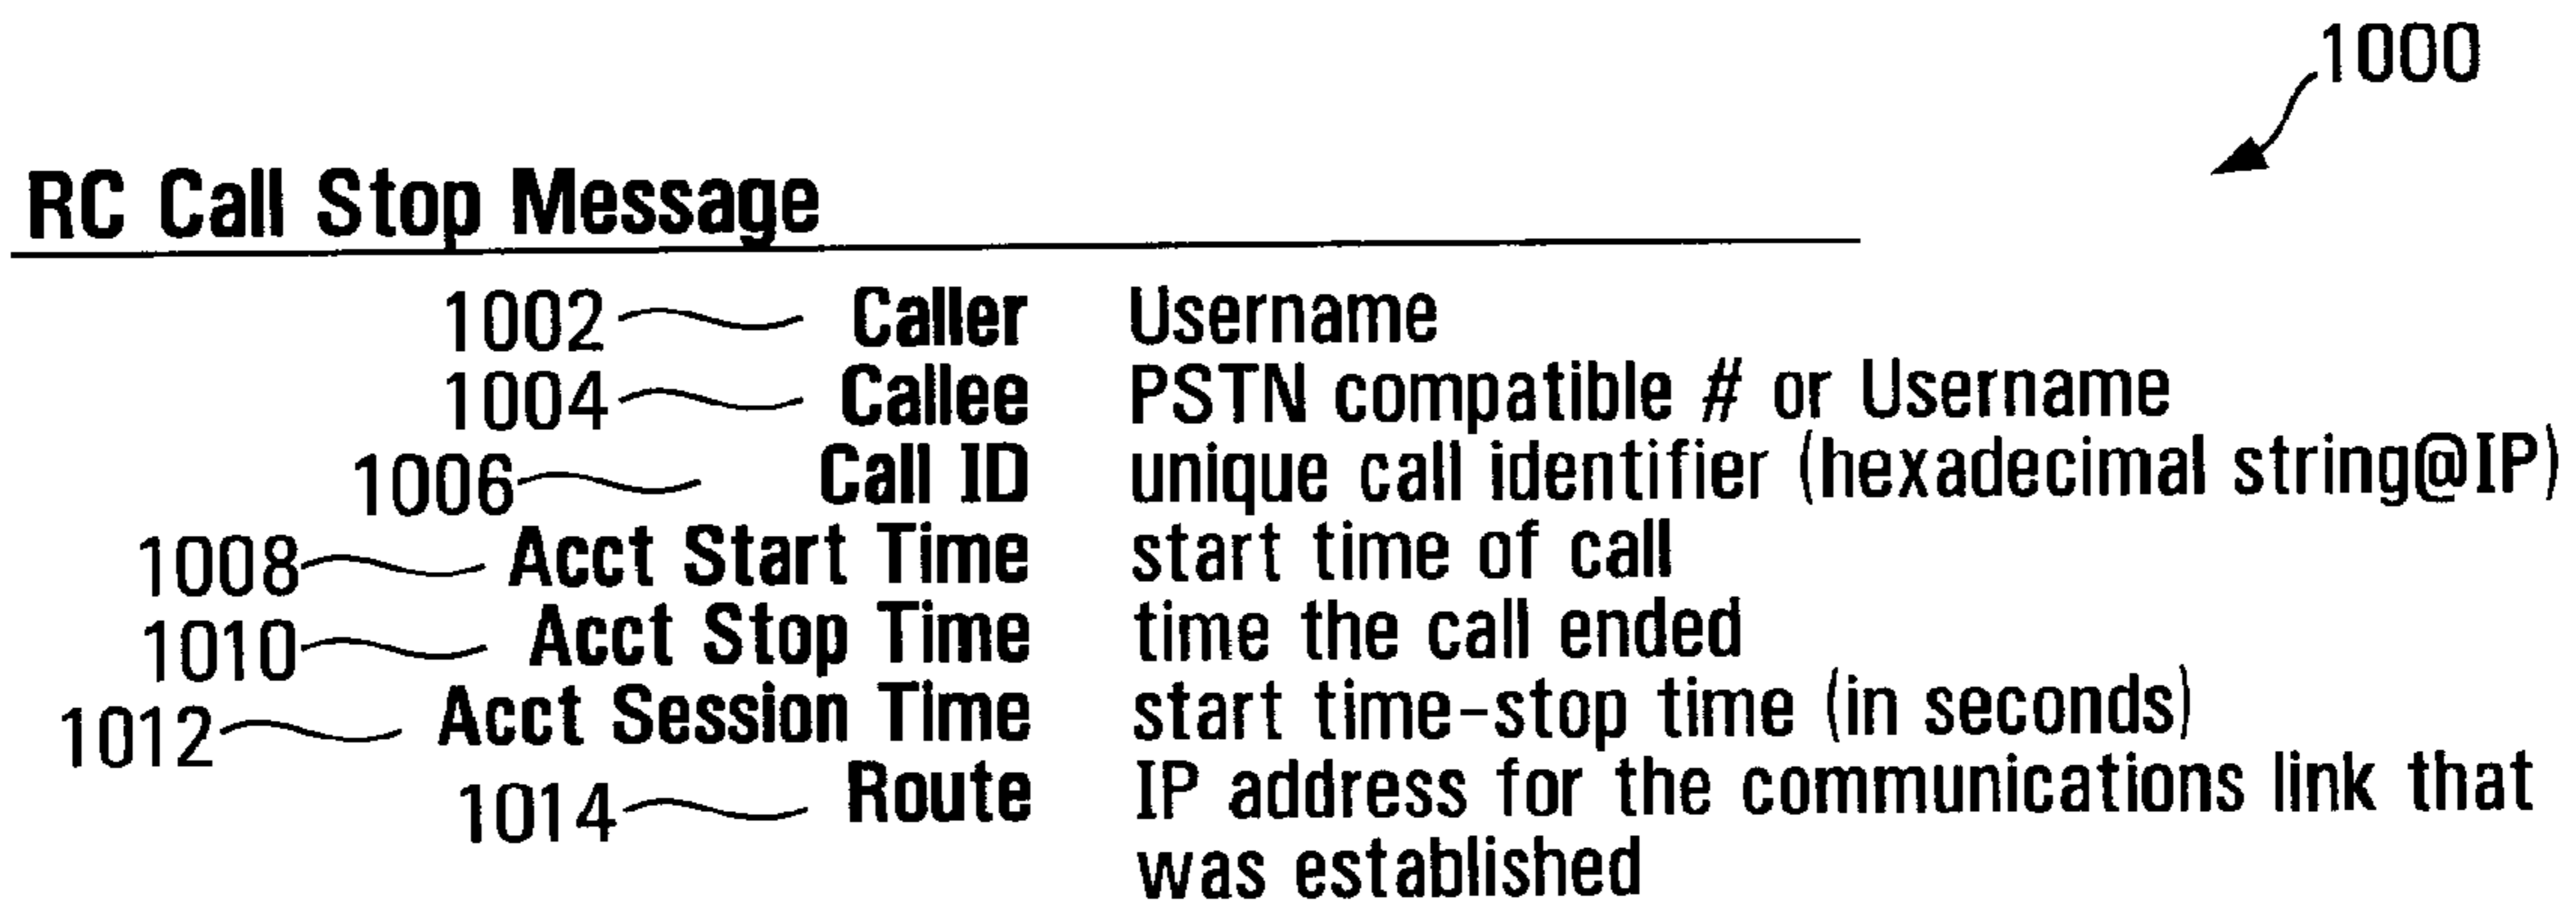 1000
RC Call Stop Message
1002 Caller Username
1004 Callee PSTN compatible # or Username
1006 Call ID unique call identifier (hexadecimal string@IP)
1008 Acct Start Time start time of call
1010 Acct Stop Time time the call ended
1012 Acct Session Time start time-stop time (in seconds)
1014 Route IP address for the communications link that
was established